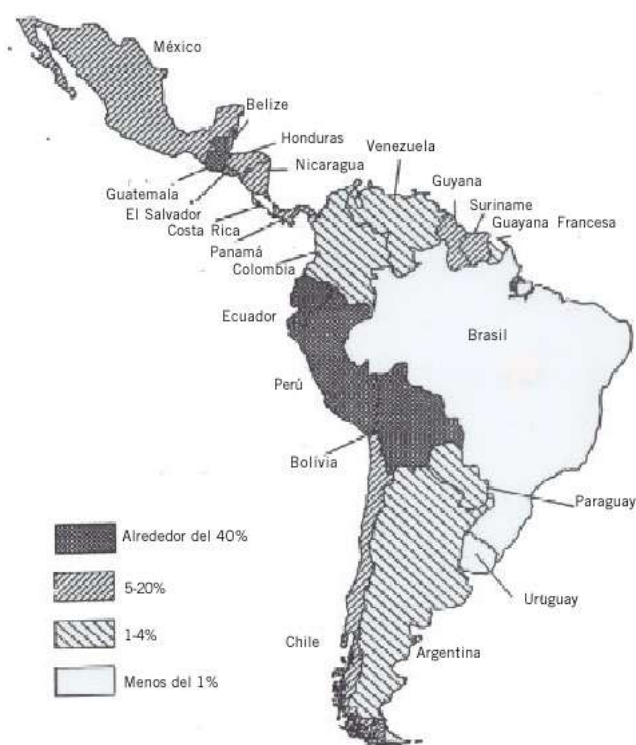 México
Belize
Honduras
Venezuela
Nicaragua
Guyana
Suriname
Guatemala
Guayana Francesa
El Salvador
Costa Rica
Panamá
Colombia
Ecuador
Brasil
Perú
Bolívia
Paraguay
Alrededor del 40%
5-20%
Uruguay
1-4%
Chile
Argentina
Menos del 1%